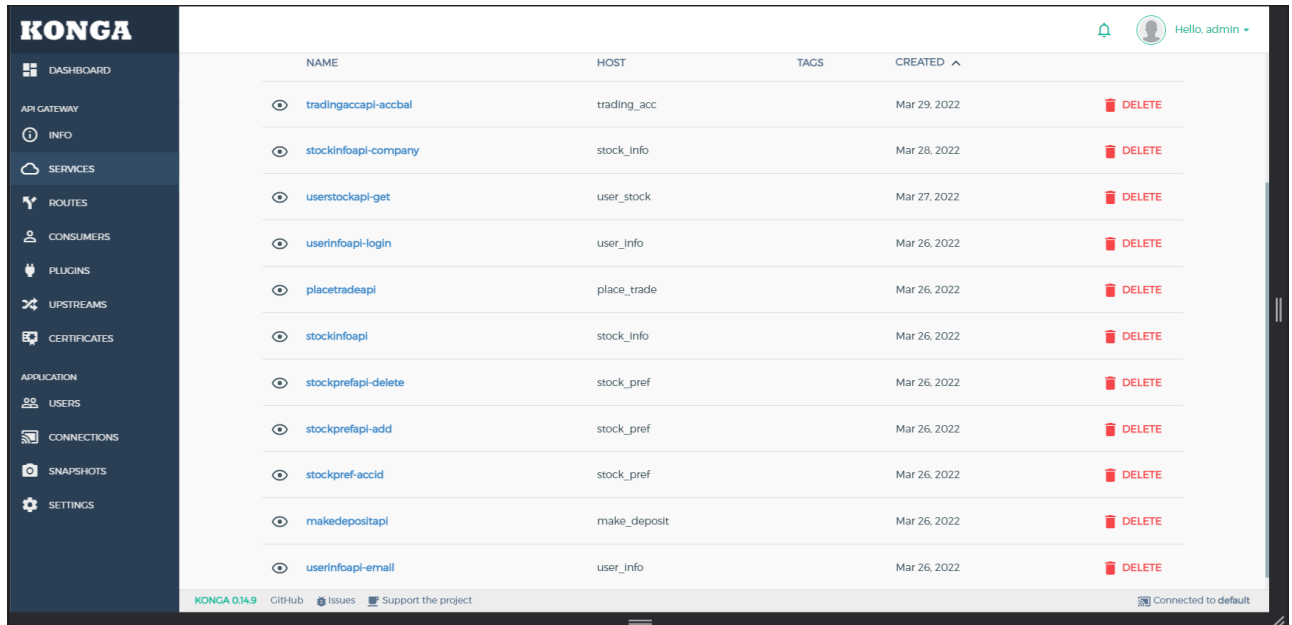 KONGA
Hello, admin
DASHBOARD
API GATEWAY
INFO
SERVICES
ROUTES
CONSUMERS
PLUGINS
UPSTREAMS
CERTIFICATES
APPLICATION
USERS
CONNECTIONS
SNAPSHOTS
SETTINGS
NAME HOST TAGS CREATED
tradingaccapi-accbal trading_acc Mar 29, 2022 DELETE
stockinfoapi-company stock_info Mar 28, 2022 DELETE
userstockapi-get user_stock Mar 27, 2022 DELETE
userinfoapi-login user_info Mar 26, 2022 DELETE
placetradeapi place_trade Mar 26, 2022 DELETE
stockinfoapi stock_info Mar 26, 2022 DELETE
stockprefapi-delete stock_pref Mar 26, 2022 DELETE
stockprefapi-add stock_pref Mar 26, 2022 DELETE
stockpref-accid stock_pref Mar 26, 2022 DELETE
makedepositapi make_deposit Mar 26, 2022 DELETE
userinfoapi-email user_info Mar 26, 2022 DELETE
KONGA 0.14.9 GitHub Issues Support the project Connected to default